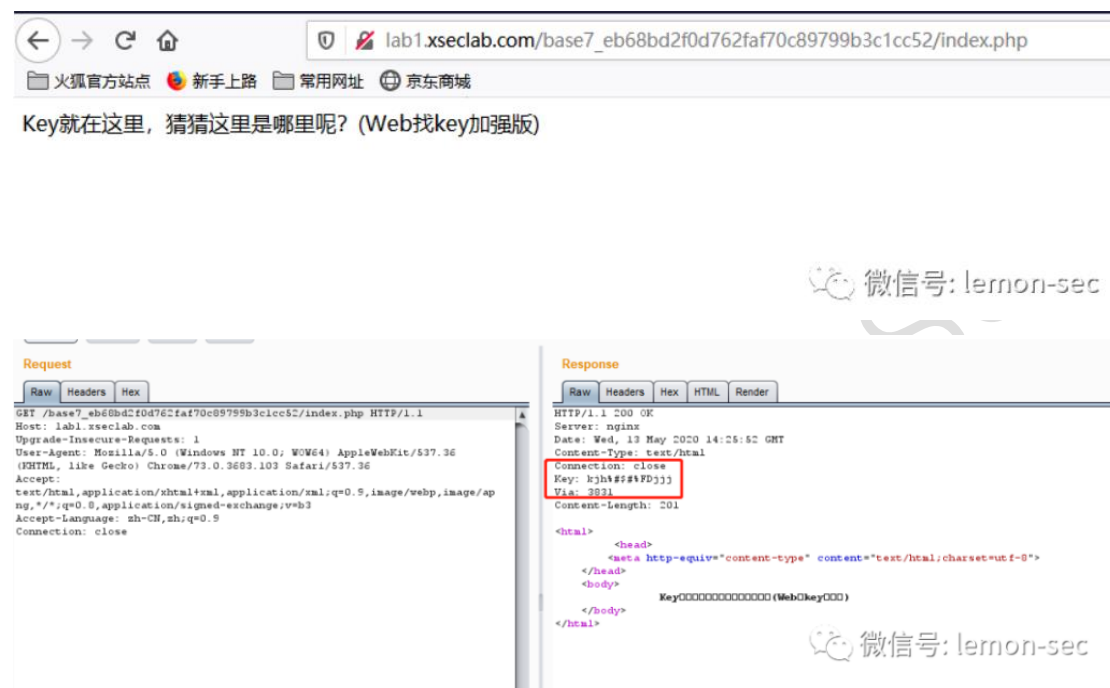 lab1.xseclab.com/base7_eb68bd2f0d762faf70c89799b3c1cc52/index.php
火狐官方站点 新手上路 常用网址 京东商城
Key就在这里，猜猜这里是哪里呢？(Web找key加强版)
微信号: lemon-sec
Request
Raw Headers Hex
GET /base7_eb68bd2f0d762faf70c89799b3c1cc52/index.php HTTP/1.1
Host: lab1.xseclab.com
Upgrade-Insecure-Requests: 1
User-Agent: Mozilla/5.0 (Windows NT 10.0; WOW64) AppleWebKit/537.36
(KHTML, like Gecko) Chrome/73.0.3683.103 Safari/537.36
Accept:
text/html,application/xhtml+xml,application/xml;q=0.9,image/webp,image/ap
ng,*/*;q=0.8,application/signed-exchange;v=b3
Accept-Language: zh-CN,zh;q=0.9
Connection: close
Response
Raw Headers Hex HTML Render
HTTP/1.1 200 OK
Server: nginx
Date: Wed, 13 May 2020 14:25:52 GMT
Content-Type: text/html
Connection: close
Key: kjh%#$#%FDjjj
Via: 3831
Content-Length: 201
<html>
<head>
<meta http-equiv="content-type" content="text/html;charset=utf-8">
</head>
<body>
Key□□□□□□□□□□□□□□(Web□key□□□)
</body>
</html>
微信号: lemon-sec